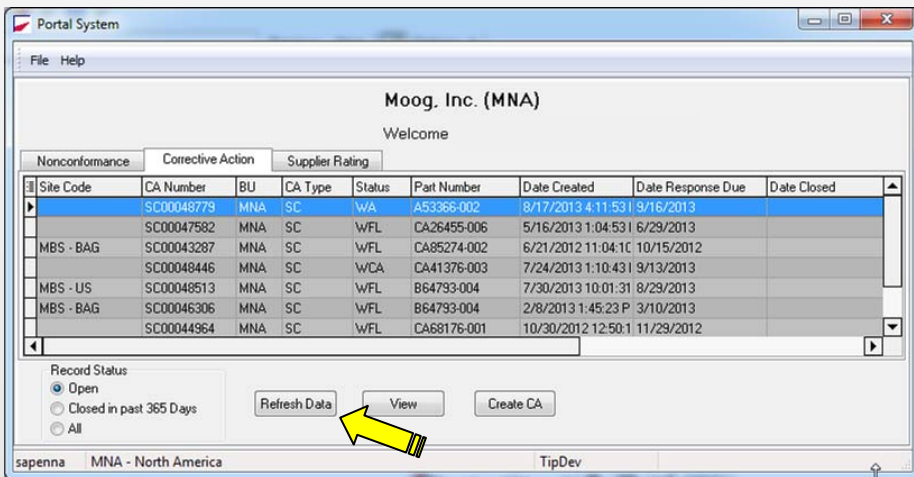 Portal System
File Help
Moog, Inc. (MNA)
Welcome
Nonconformance Corrective Action Supplier Rating
Site Code CA Number BU CA Type Status Part Number Date Created Date Response Due Date Closed
SC00048779 MNA SC WA A53366-002 8/17/2013 4:11:53 9/16/2013
SC00047582 MNA SC WFL CA26455-006 5/16/2013 1:04:53 6/29/2013
MBS - BAG SC00043287 MNA SC WFL CA85274-002 6/21/2012 11:04:1 10/15/2012
SC00048446 MNA SC WCA CA41376-003 7/24/2013 1:10:43 9/13/2013
MBS - US SC00048513 MNA SC WFL B64793-004 7/30/2013 10:01:31 8/29/2013
MBS - BAG SC00046306 MNA SC WFL B64793-004 2/8/2013 1:45:23 P 3/10/2013
SC00044964 MNA SC WFL CA68176-001 10/30/2012 12:50:1 11/29/2012
Record Status
Open
Closed in past 365 Days
All
Refresh Data View Create CA
sapenna MNA - North America TipDev